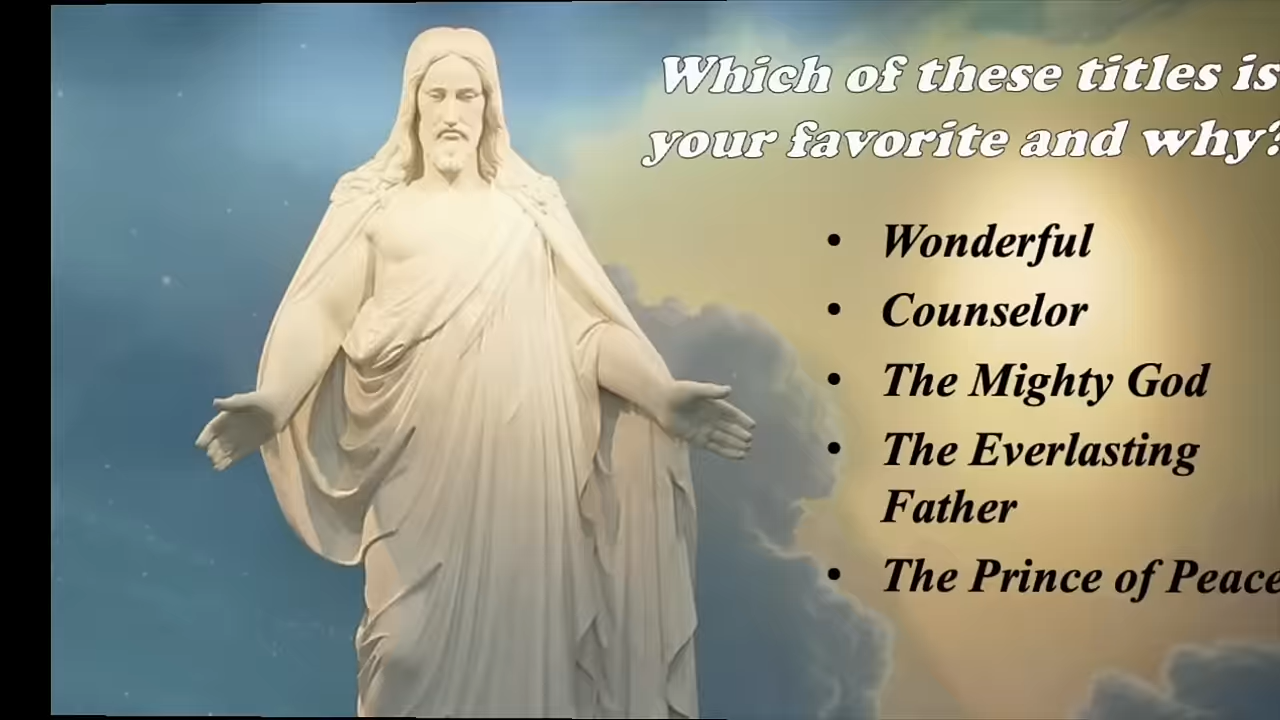 Which of these titles is
your favorite and why?
• Wonderful
• Counselor
• The Mighty God
• The Everlasting
Father
• The Prince of Peace